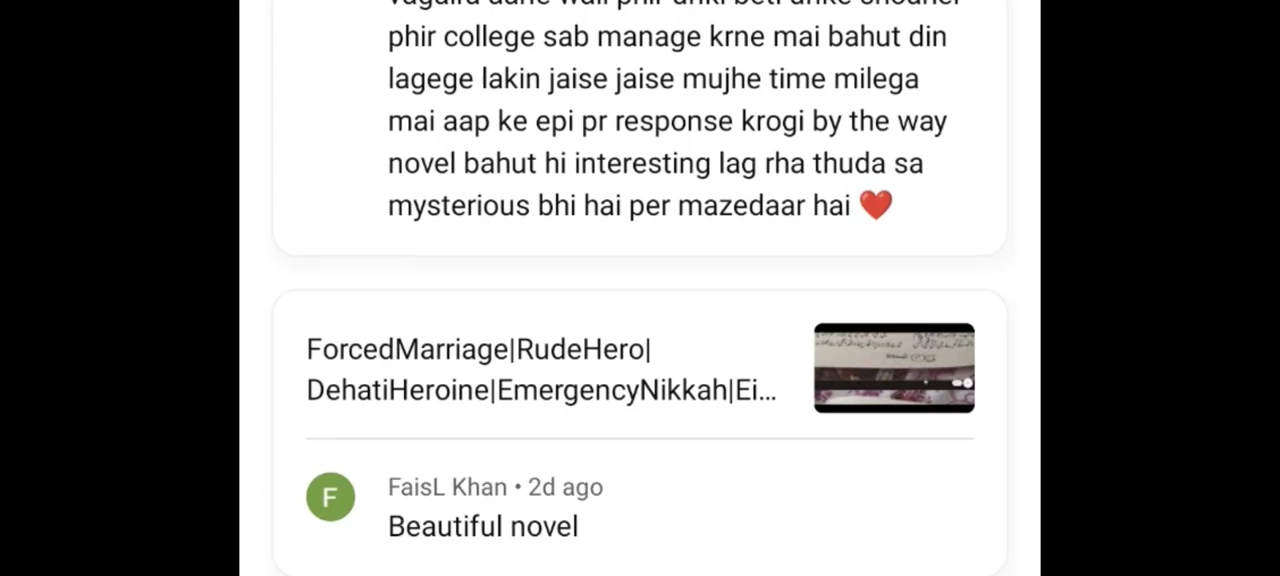 phir college sab manage krne mai bahut din
lagege lakin jaise jaise mujhe time milega
mai aap ke epi pr response krogi by the way
novel bahut hi interesting lag rha thuda sa
mysterious bhi hai per mazedaar hai ❤️
ForcedMarriage|RudeHero|
DehatiHeroine|EmergencyNikkah|Ei...
F
FaisL Khan • 2d ago
Beautiful novel